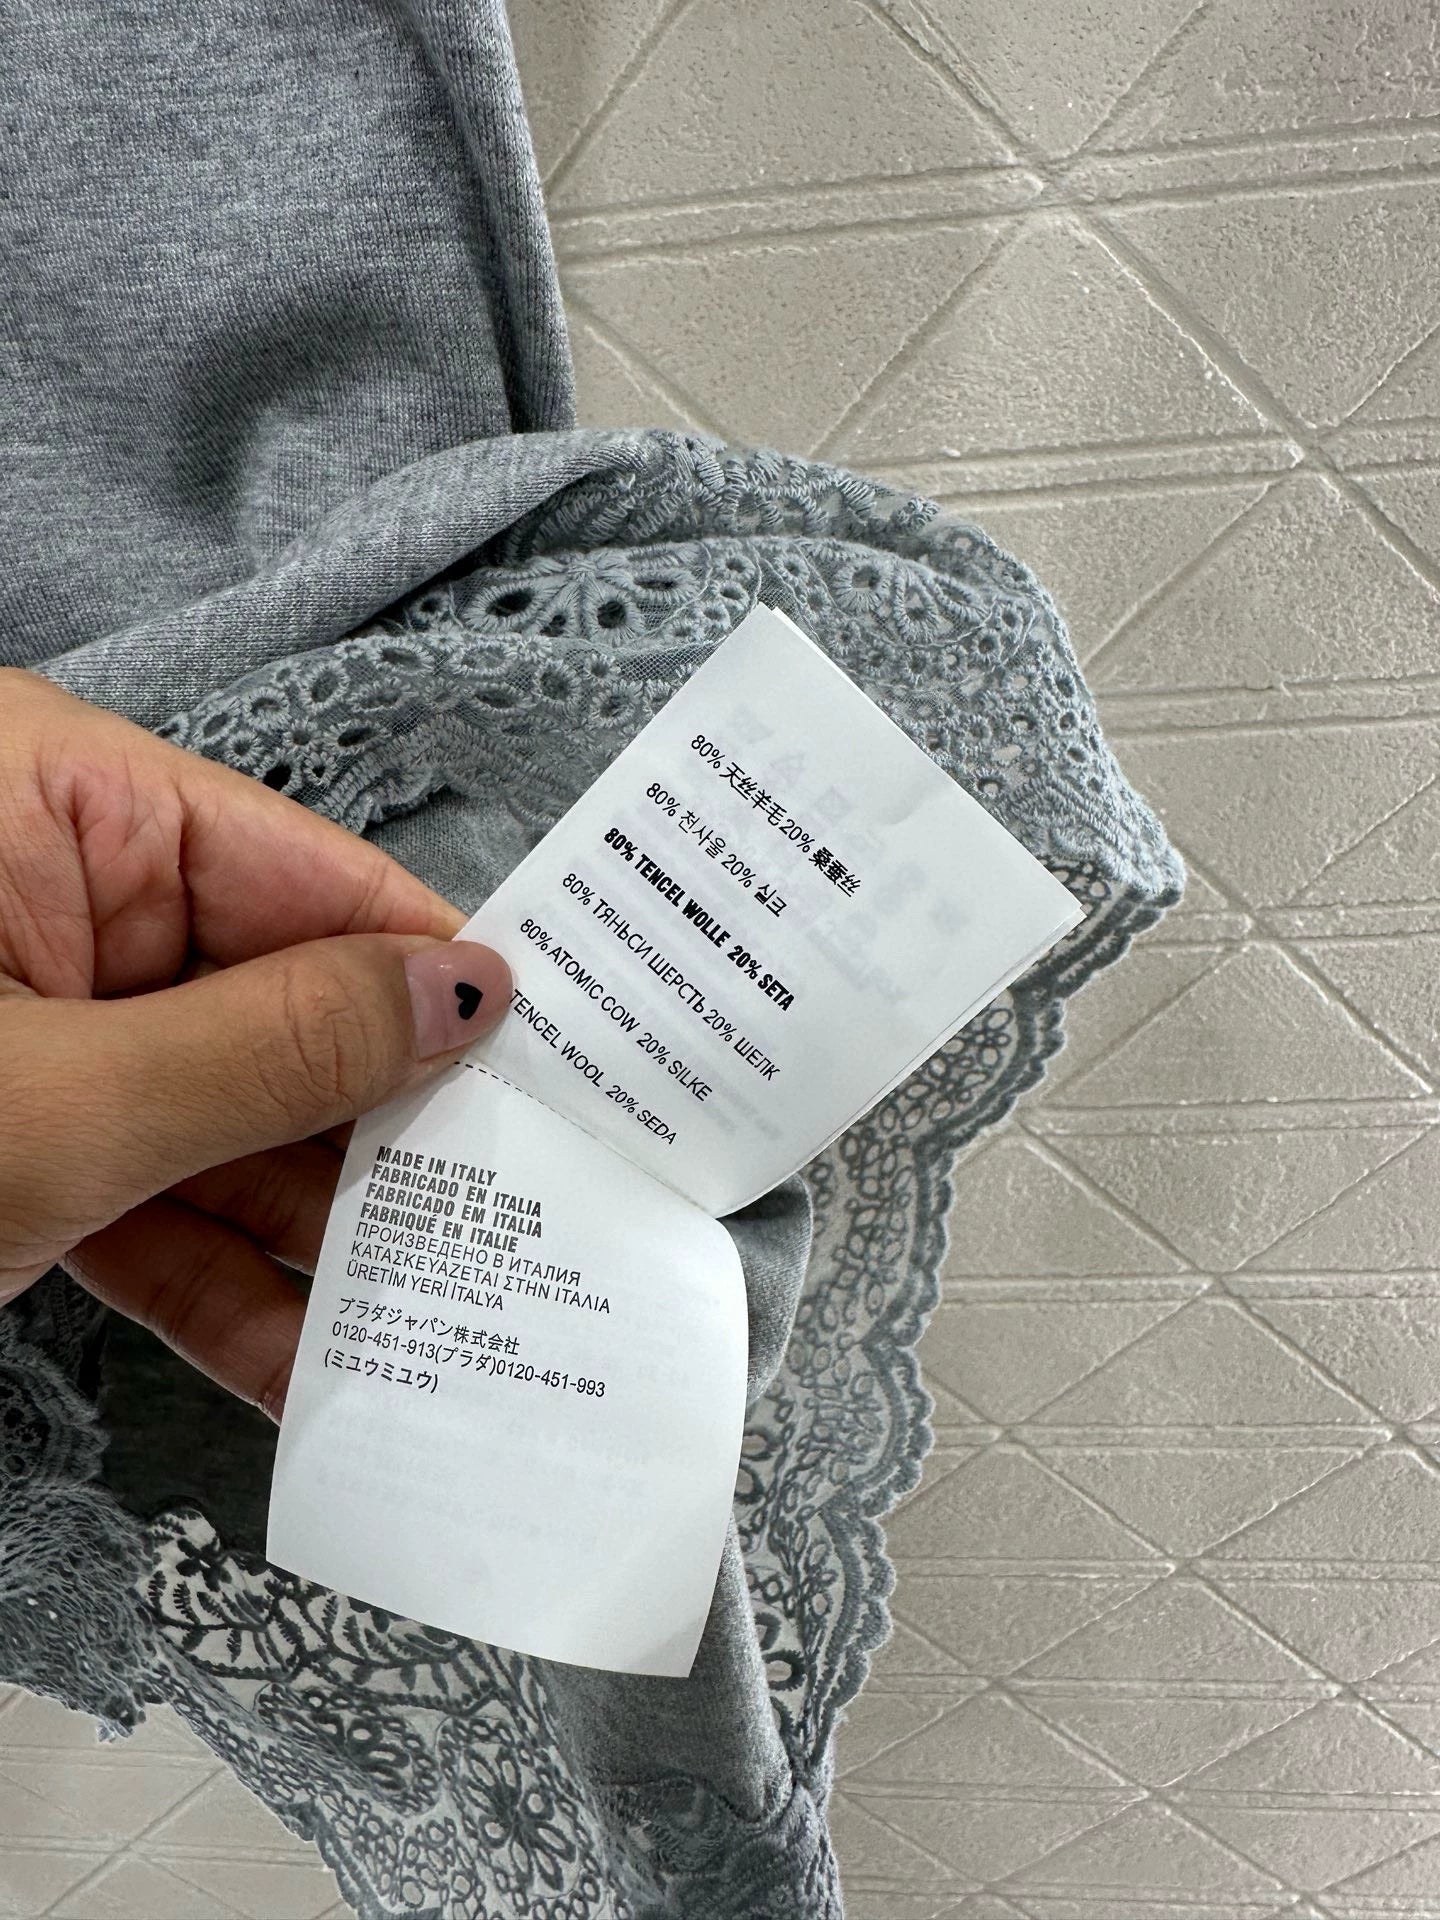 80% 天丝羊毛20% 桑蚕丝
80% 천사울 20% 실크
80% TENCEL WOLLE 20% SETA
80% ТЯНЬСИ ШЕРСТЬ 20% ШЕЛК
80% ATOMIC COW 20% SILKE
TENCEL WOOL 20% SEDA
MADE IN ITALY
FABRICADO EN ITALIA
FABRICADO EM ITALIA
FABRIQUÉ EN ITALIE
ПРОИЗВЕДЕНО В ИТАЛИЯ
ΚΑΤΑΣΚΕΥΆΖΕΤΑΙ ΣΤΗΝ ΙΤΑΛΙΑ
ÜRETİM YERİ İTALYA
プラダジャパン株式会社
0120-451-913(プラダ)0120-451-993
(ミユウミユウ)